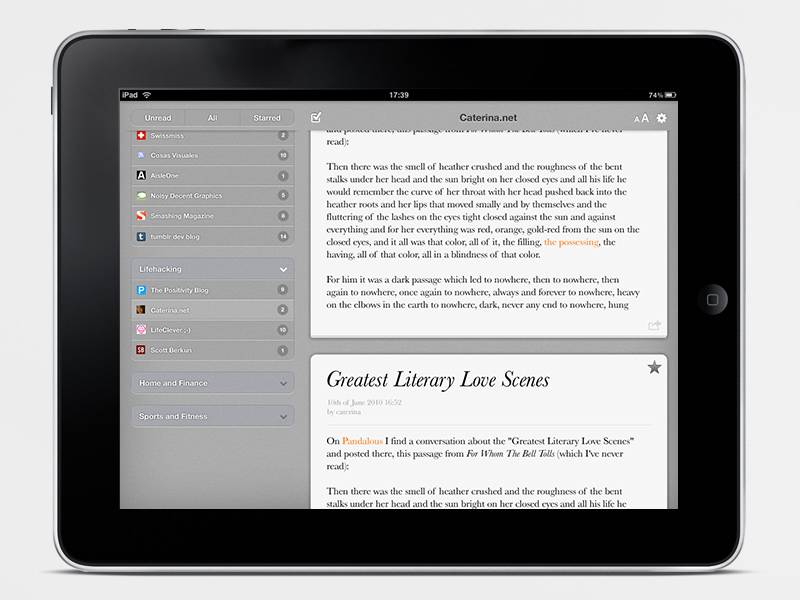 iPad 17:39 74%
Unread All Starred
Caterina.net
AA
Swissmiss 2
Cosas Visuales 10
AisleOne 7
Noisy Decent Graphics 5
Smashing Magazine 8
tumblr dev blog 14
Lifehacking
The Positivity Blog 9
Caterina.net 2
LifeClever ;-) 10
Scott Berkun 1
Home and Finance
Sports and Fitness
and posted there, this passage from For Whom The Bell Tolls (which I've never
read):
Then there was the smell of heather crushed and the roughness of the bent
stalks under her head and the sun bright on her closed eyes and all his life he
would remember the curve of her throat with her head pushed back into the
heather roots and her lips that moved smally and by themselves and the
fluttering of the lashes on the eyes tight closed against the sun and against
everything and for her everything was red, orange, gold-red from the sun on the
closed eyes, and it all was that color, all of it, the filling, the possessing, the
having, all of that color, all in a blindness of that color.
For him it was a dark passage which led to nowhere, then to nowhere, then
again to nowhere, once again to nowhere, always and forever to nowhere, heavy
on the elbows in the earth to nowhere, dark, never any end to nowhere, hung
Greatest Literary Love Scenes
10th of June 2010 16:52
by caterina
On Pandalous I find a conversation about the "Greatest Literary Love Scenes"
and posted there, this passage from For Whom The Bell Tolls (which I've never
read):
Then there was the smell of heather crushed and the roughness of the bent
stalks under her head and the sun bright on her closed eyes and all his life he